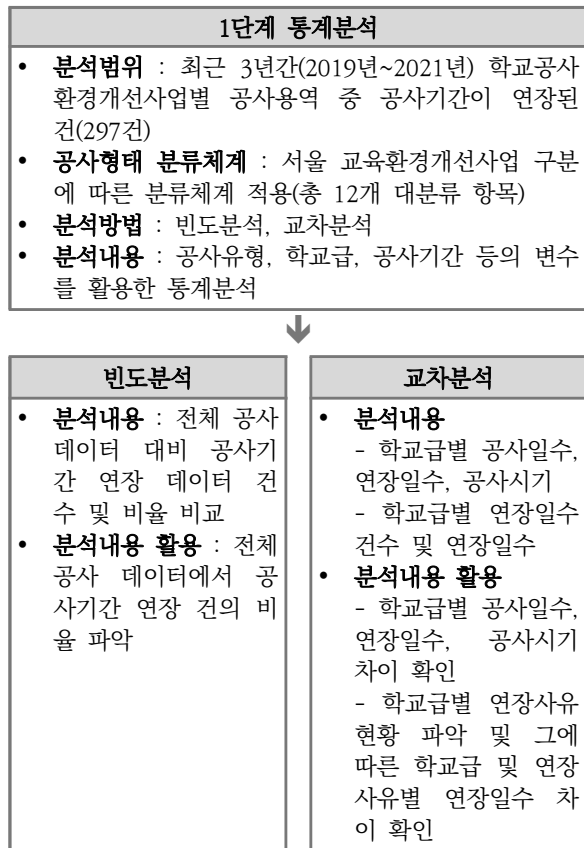 1단계 통계분석
• 분석범위 : 최근 3년간(2019년~2021년) 학교공사
환경개선사업별 공사용역 중 공사기간이 연장된
건(297건)
• 공사형태 분류체계 : 서울 교육환경개선사업 구분
에 따른 분류체계 적용(총 12개 대분류 항목)
• 분석방법 : 빈도분석, 교차분석
• 분석내용 : 공사유형, 학교급, 공사기간 등의 변수
를 활용한 통계분석
빈도분석
• 분석내용 : 전체 공사
데이터 대비 공사기
간 연장 데이터 건
수 및 비율 비교
• 분석내용 활용 : 전체
공사 데이터에서 공
사기간 연장 건의 비
율 파악
교차분석
• 분석내용
- 학교급별 공사일수,
연장일수, 공사시기
- 학교급별 연장일수
건수 및 연장일수
• 분석내용 활용
- 학교급별 공사일수,
연장일수, 공사시기
차이 확인
- 학교급별 연장사유
현황 파악 및 그에
따른 학교급 및 연장
사유별 연장일수 차
이 확인